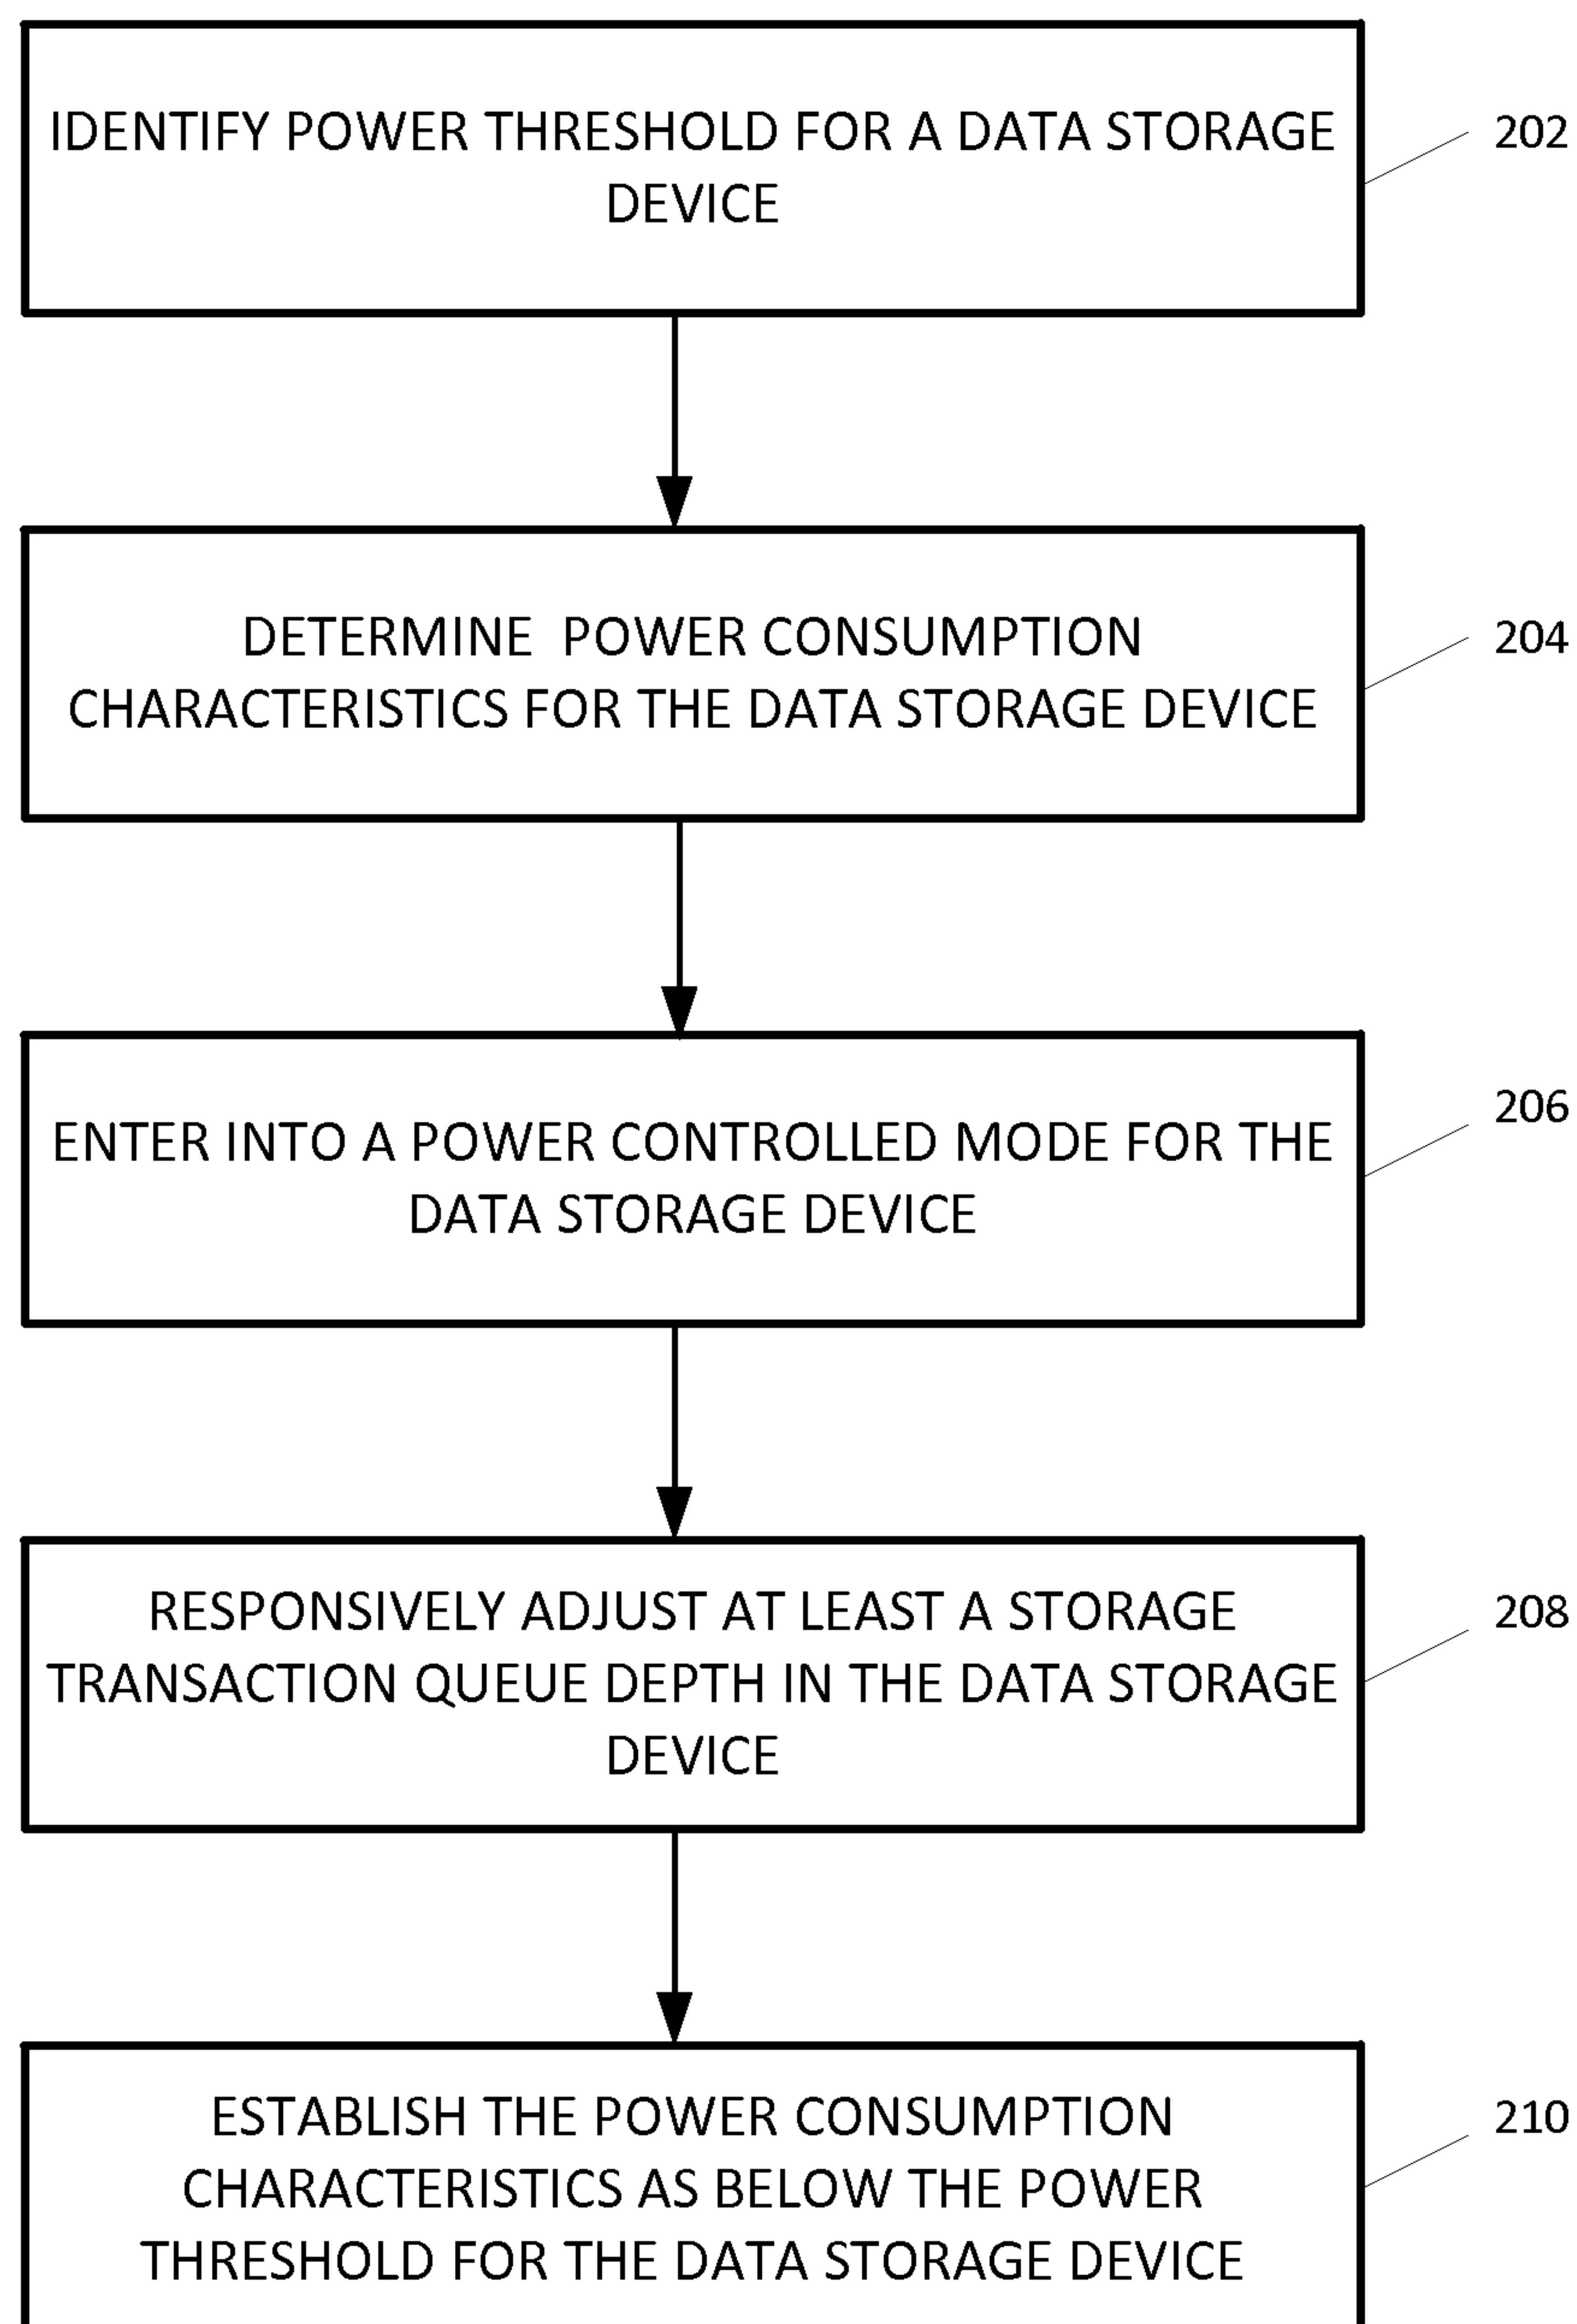 IDENTIFY POWER THRESHOLD FOR A DATA STORAGE
DEVICE
202
DETERMINE POWER CONSUMPTION
CHARACTERISTICS FOR THE DATA STORAGE DEVICE
204
ENTER INTO A POWER CONTROLLED MODE FOR THE
DATA STORAGE DEVICE
206
RESPONSIVELY ADJUST AT LEAST A STORAGE
TRANSACTION QUEUE DEPTH IN THE DATA STORAGE
DEVICE
208
ESTABLISH THE POWER CONSUMPTION
CHARACTERISTICS AS BELOW THE POWER
THRESHOLD FOR THE DATA STORAGE DEVICE
210